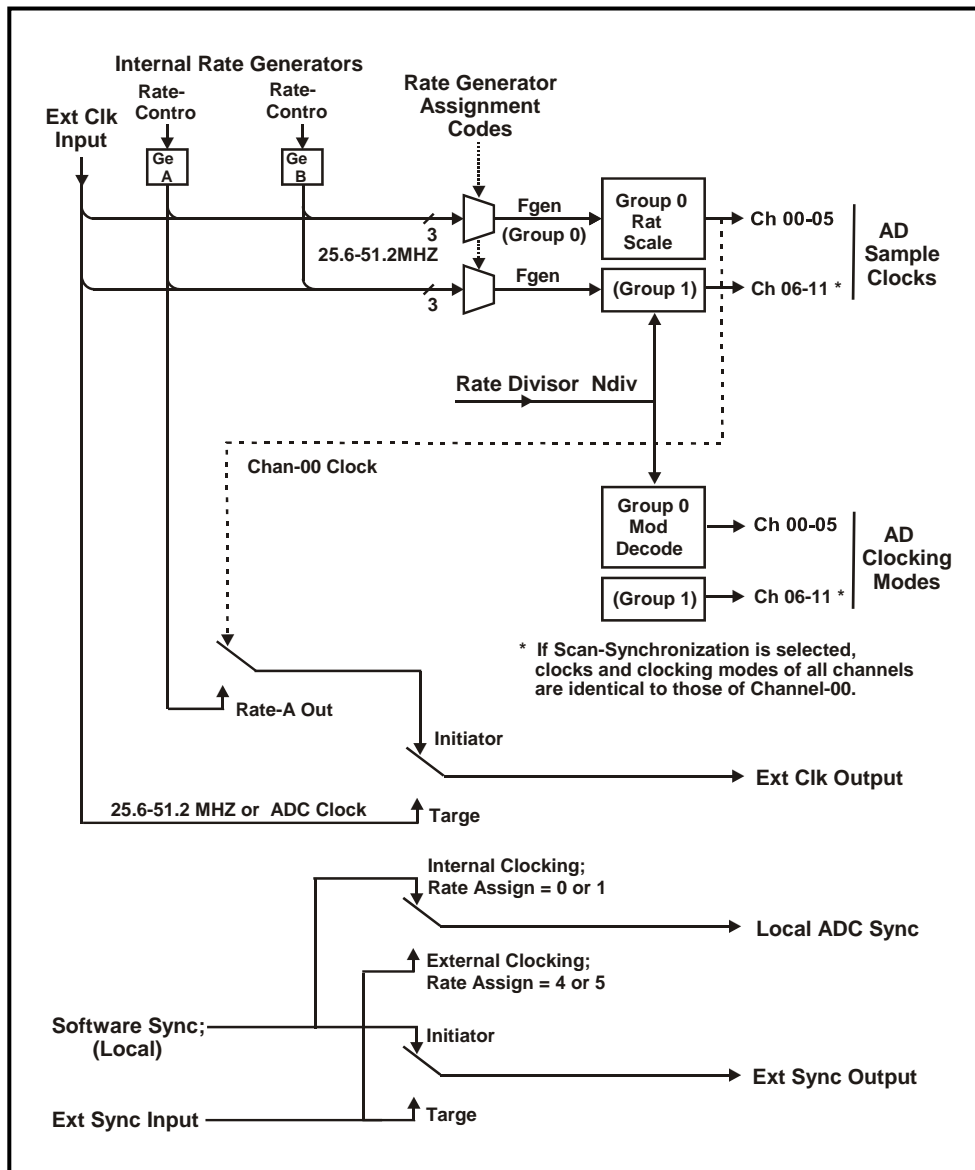 Internal Rate Generators
Rate-
Contro
Rate-
Contro
Rate Generator
Assignment
Codes
Ext Clk
Input
Ge
A
Ge
B
Fgen
(Group 0)
3
25.6-51.2MHZ
Group 0
Rat
Scale
Ch 00-05
AD
Sample
Clocks
Fgen
3
(Group 1)
Ch 06-11 *
Rate Divisor Ndiv
Chan-00 Clock
Group 0
Mod
Decode
Ch 00-05
AD
Clocking
Modes
(Group 1)
Ch 06-11 *
* If Scan-Synchronization is selected,
clocks and clocking modes of all channels
are identical to those of Channel-00.
Rate-A Out
Initiator
Ext Clk Output
25.6-51.2 MHZ or ADC Clock
Targe
Internal Clocking;
Rate Assign = 0 or 1
Local ADC Sync
External Clocking;
Rate Assign = 4 or 5
Software Sync;
(Local)
Initiator
Ext Sync Output
Ext Sync Input
Targe